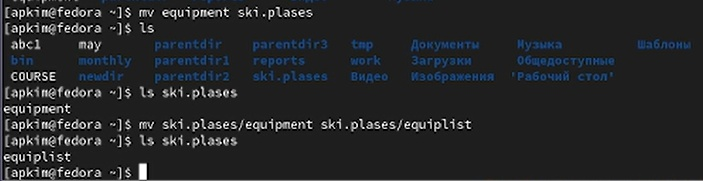 [apkim@fedora ~]$ mv equipment ski.plases
[apkim@fedora ~]$ ls
abc1 may parentdir parentdir3 tmp Документы Музыка Шаблоны
bin monthly parentdir1 reports work Загрузки Общедоступные
COURSE newdir parentdir2 ski.plases Видео Изображения 'Рабочий стол'
[apkim@fedora ~]$ ls ski.plases
equipment
[apkim@fedora ~]$ mv ski.plases/equipment ski.plases/equiplist
[apkim@fedora ~]$ ls ski.plases
equiplist
[apkim@fedora ~]$